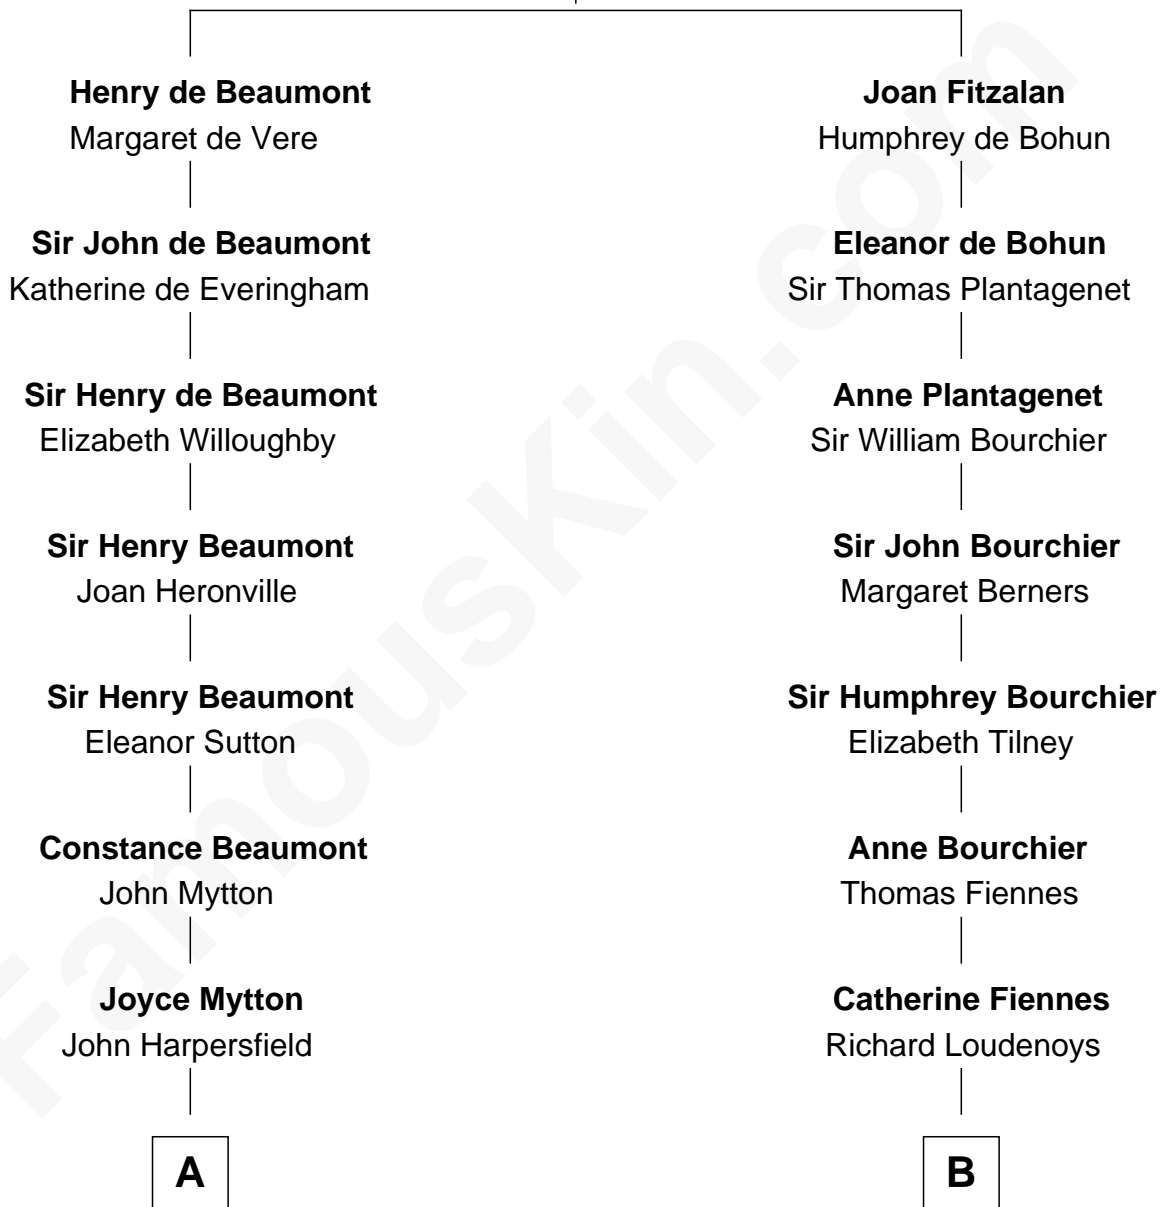 Henry de Beaumont
Margaret de Vere
Sir John de Beaumont
Katherine de Everingham
Sir Henry de Beaumont
Elizabeth Willoughby
Sir Henry Beaumont
Joan Heronville
Sir Henry Beaumont
Eleanor Sutton
Constance Beaumont
John Mytton
Joyce Mytton
John Harpersfield
A
Joan Fitzalan
Humphrey de Bohun
Eleanor de Bohun
Sir Thomas Plantagenet
Anne Plantagenet
Sir William Bourchier
Sir John Bourchier
Margaret Berners
Sir Humphrey Bourchier
Elizabeth Tilney
Anne Bourchier
Thomas Fiennes
Catherine Fiennes
Richard Loudenoys
B
FamousKin.com